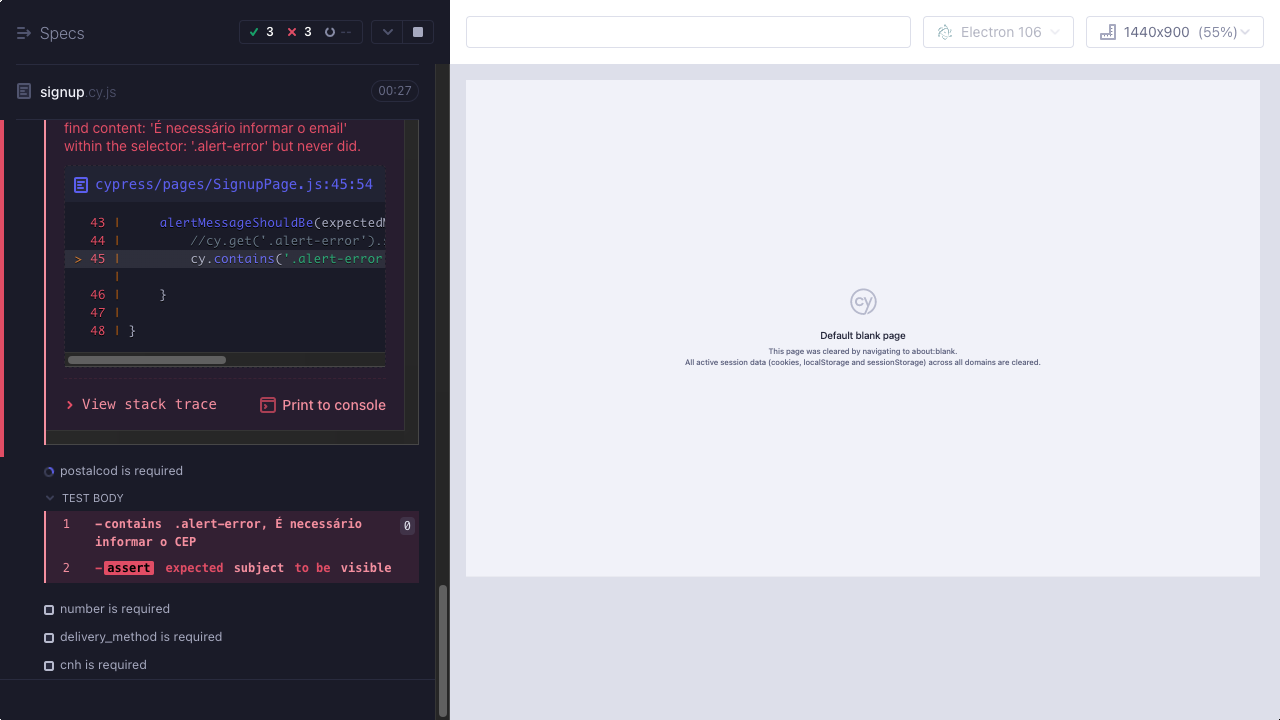 Specs
3
3
--
signup.cy.js
00:27
find content: 'É necessário informar o email'
within the selector: '.alert-error' but never did.
cypress/pages/SignupPage.js:45:54
43 | alertMessageShouldBe(expected
44 | //cy.get('.alert-error').
> 45 | cy.contains('.alert-error
|
46 | }
47 |
48 | }
View stack trace
Print to console
postalcod is required
TEST BODY
1 -contains .alert-error, É necessário
informar o CEP
0
2 -assert expected subject to be visible
number is required
delivery_method is required
cnh is required
Electron 106
1440x900 (55%)
cy
Default blank page
This page was cleared by navigating to about:blank.
All active session data (cookies, localStorage and sessionStorage) across all domains are cleared.